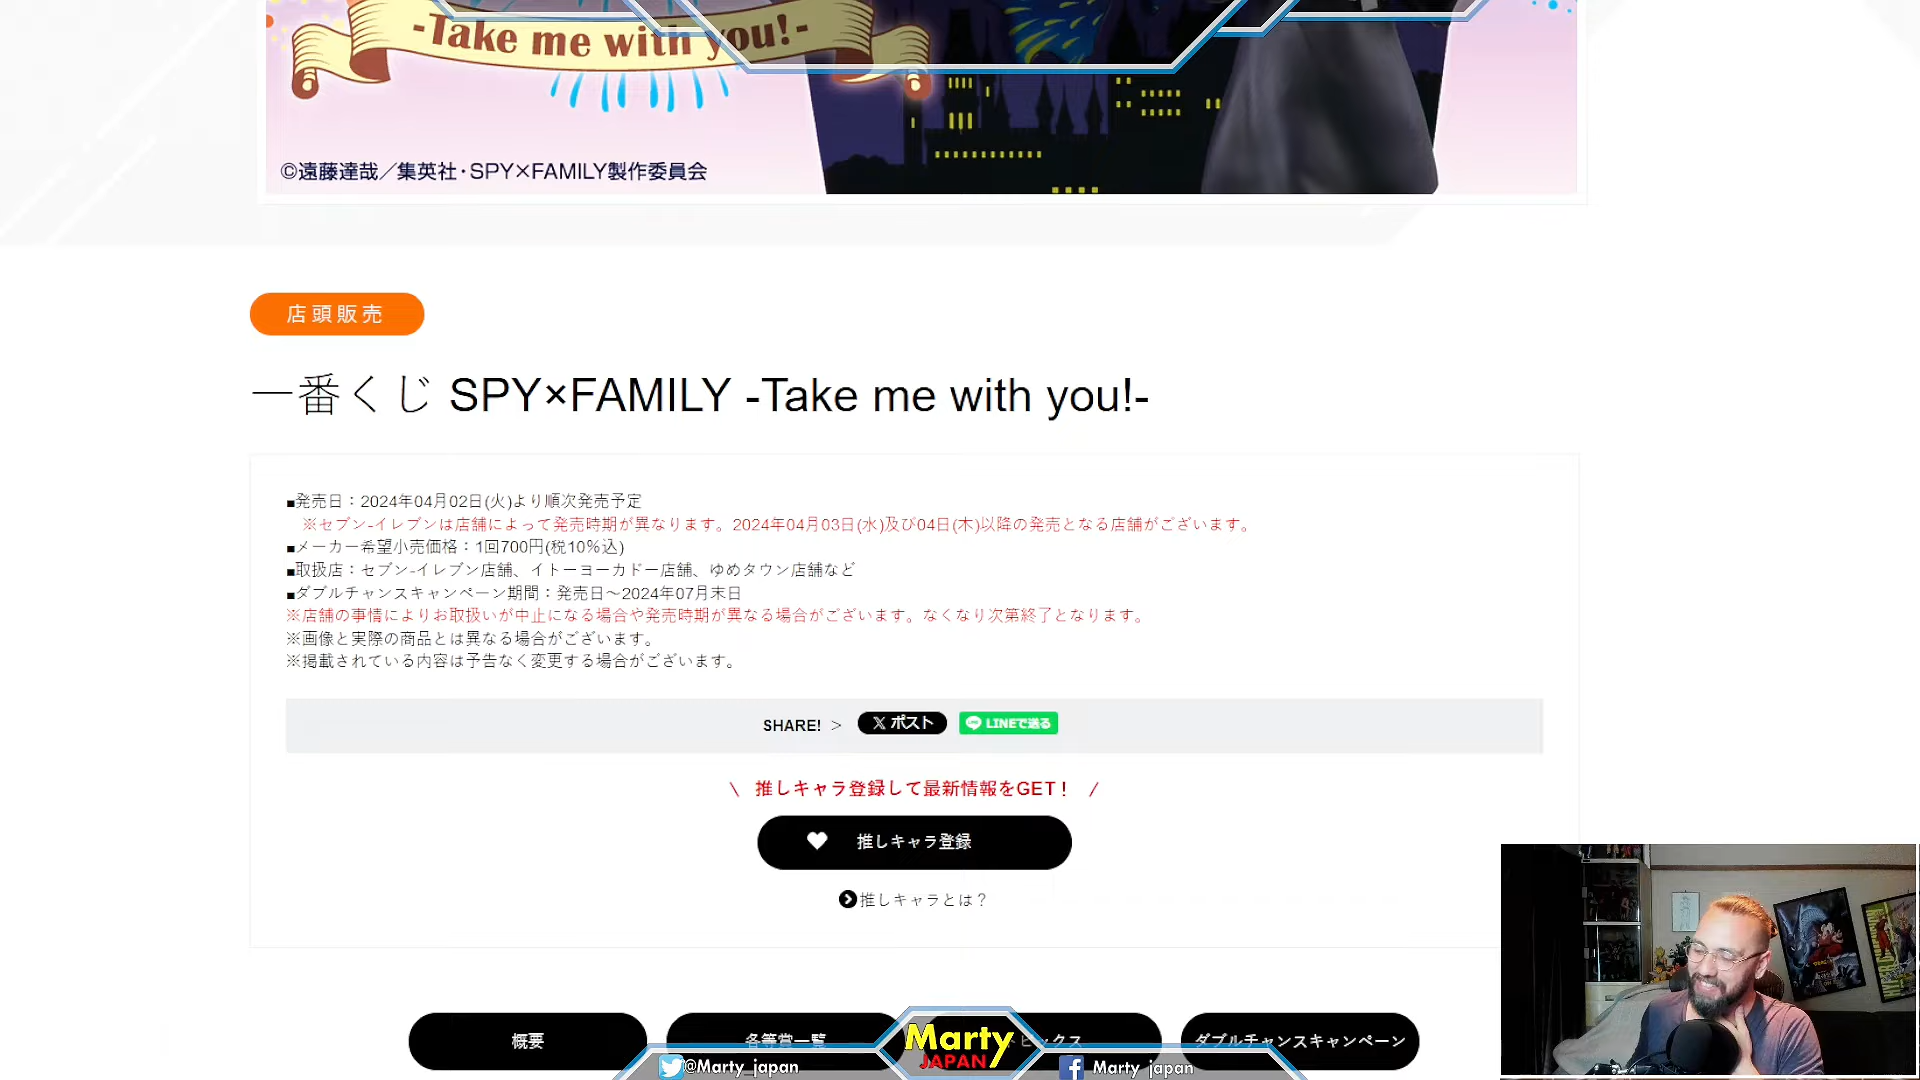 -Take me with you!-
©遠藤達哉／集英社・SPY×FAMILY製作委員会
店頭販売
一番くじ SPY×FAMILY -Take me with you!-
■発売日：2024年04月02日(火)より順次発売予定
※セブン-イレブンは店舗によって発売時期が異なります。2024年04月03日(水)及び04日(木)以降の発売となる店舗がございます。
■メーカー希望小売価格：1回700円(税10%込)
■取扱店：セブン-イレブン店舗、イトーヨーカドー店舗、ゆめタウン店舗など
■ダブルチャンスキャンペーン期間：発売日～2024年07月末日
※店舗の事情によりお取扱いが中止になる場合や発売時期が異なる場合がございます。なくなり次第終了となります。
※画像と実際の商品とは異なる場合がございます。
※掲載されている内容は予告なく変更する場合がございます。
SHARE! > ポスト LINEで送る
\ 推しキャラ登録して最新情報をGET！ /
推しキャラ登録
推しキャラとは？
概要 各等賞一覧 ピックス ダブルチャンスキャンペーン
Marty
JAPAN
@Marty_japan Marty japan